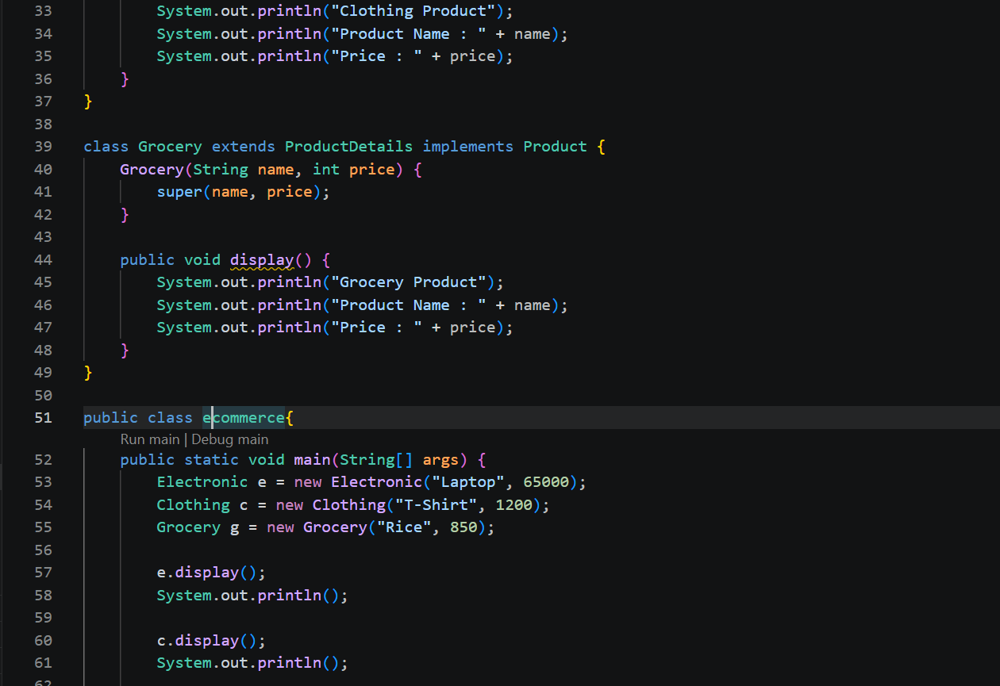 33 System.out.println("Clothing Product");
34 System.out.println("Product Name : " + name);
35 System.out.println("Price : " + price);
36 }
37 }
38
39 class Grocery extends ProductDetails implements Product {
40 Grocery(String name, int price) {
41 super(name, price);
42 }
43
44 public void display() {
45 System.out.println("Grocery Product");
46 System.out.println("Product Name : " + name);
47 System.out.println("Price : " + price);
48 }
49 }
50
51 public class ecommerce{
Run main | Debug main
52 public static void main(String[] args) {
53 Electronic e = new Electronic("Laptop", 65000);
54 Clothing c = new Clothing("T-Shirt", 1200);
55 Grocery g = new Grocery("Rice", 850);
56
57 e.display();
58 System.out.println();
59
60 c.display();
61 System.out.println();
62